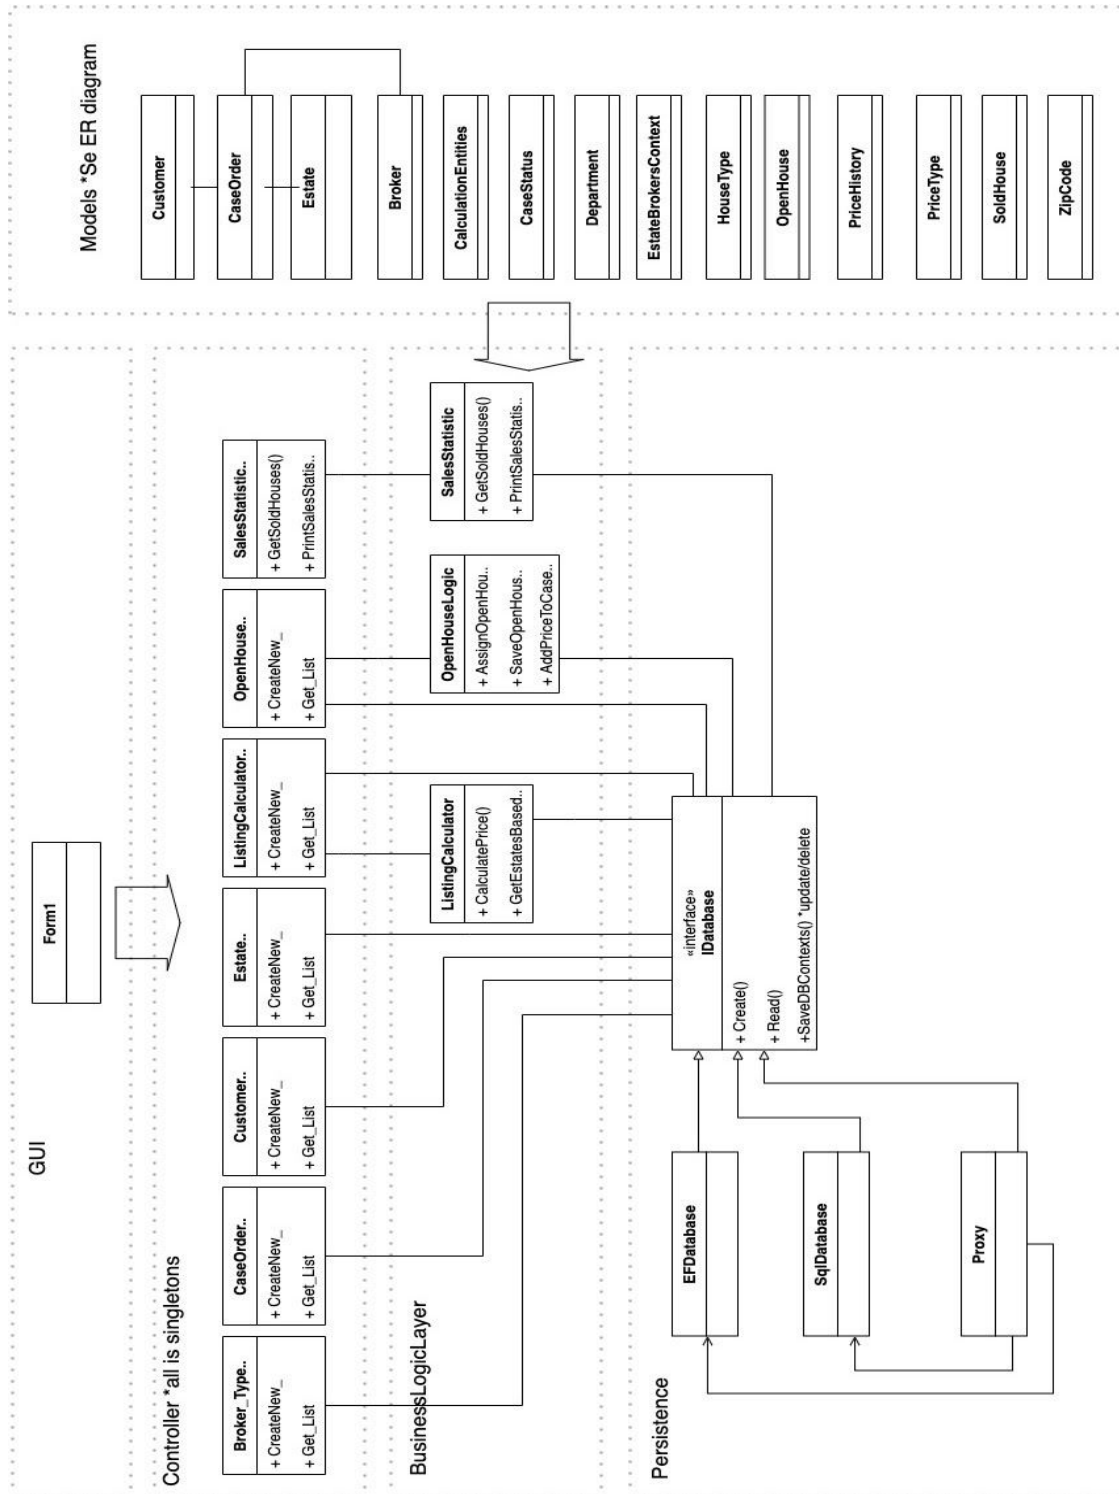 GUI
Form1
Controller *all is singletons
Broker_Type..
+ CreateNew_
+ Get_List
CaseOrder..
+ CreateNew_
+ Get_List
Customer..
+ CreateNew_
+ Get_List
Estate..
+ CreateNew_
+ Get_List
ListingCalculator..
+ CreateNew_
+ Get_List
OpenHouse..
+ CreateNew_
+ Get_List
SalesStatistic..
+ GetSoldHouses()
+ PrintSalesStatis..
BusinessLogicLayer
ListingCalculator
+ CalculatePrice()
+ GetEstatesBased..
OpenHouseLogic
+ AssignOpenHou..
+ SaveOpenHous..
+ AddPriceToCase..
SalesStatistic
+ GetSoldHouses()
+ PrintSalesStatis..
Persistence
EFDatabase
SqlDatabase
Proxy
«interface»
IDatabase
+ Create()
+ Read()
+SaveDBContexts() *update/delete
Models *Se ER diagram
Customer
CaseOrder
Estate
Broker
CalculationEntities
CaseStatus
Department
EstateBrokersContext
HouseType
OpenHouse
PriceHistory
PriceType
SoldHouse
ZipCode